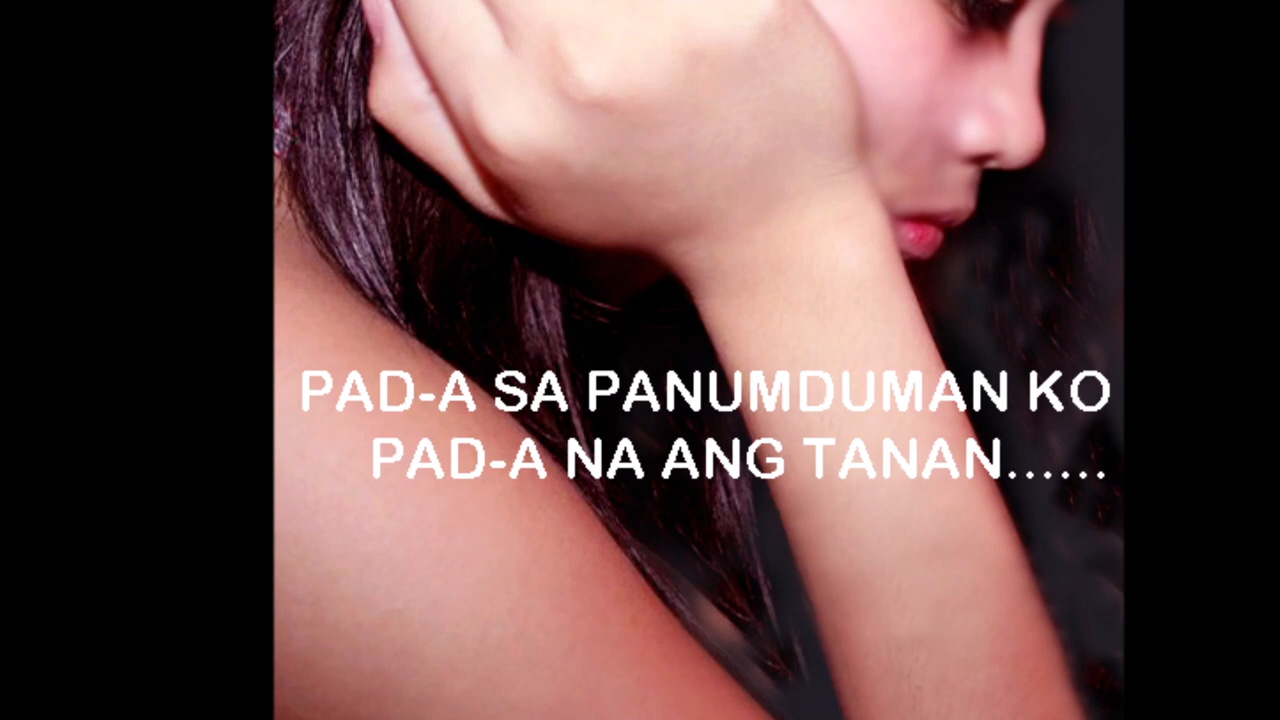 PAD-A SA PANUMDUMAN KO
PAD-A NA ANG TANAN......